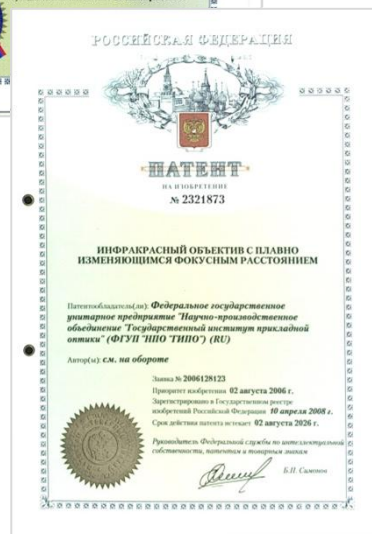 РОССИЙСКАЯ ФЕДЕРАЦИЯ
ПАТЕНТ
НА ИЗОБРЕТЕНИЕ
№ 2321873
ИНФРАКРАСНЫЙ ОБЪЕКТИВ С ПЛАВНО
ИЗМЕНЯЮЩИМСЯ ФОКУСНЫМ РАССТОЯНИЕМ
Патентообладатель(ли): Федеральное государственное
унитарное предприятие "Научно-производственное
объединение "Государственный институт прикладной
оптики" (ФГУП "НПО "ГИПО") (RU)
Автор(ы): см. на обороте
Заявка № 2006128123
Приоритет изобретения 02 августа 2006 г.
Зарегистрировано в Государственном реестре
изобретений Российской Федерации 10 апреля 2008 г.
Срок действия патента истекает 02 августа 2026 г.
Руководитель Федеральной службы по интеллектуальной
собственности, патентам и товарным знакам
Б.П. Симонов